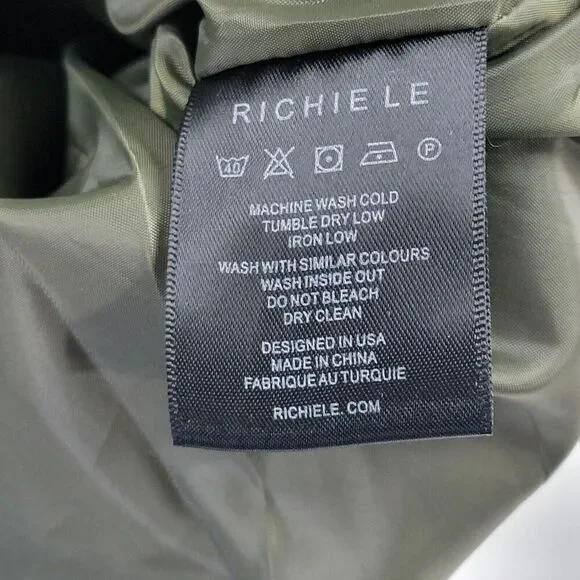 RICHIELE
40 P
MACHINE WASH COLD
TUMBLE DRY LOW
IRON LOW
WASH WITH SIMILAR COLOURS
WASH INSIDE OUT
DO NOT BLEACH
DRY CLEAN
DESIGNED IN USA
MADE IN CHINA
FABRIQUE AU TURQUIE
RICHIELE. COM